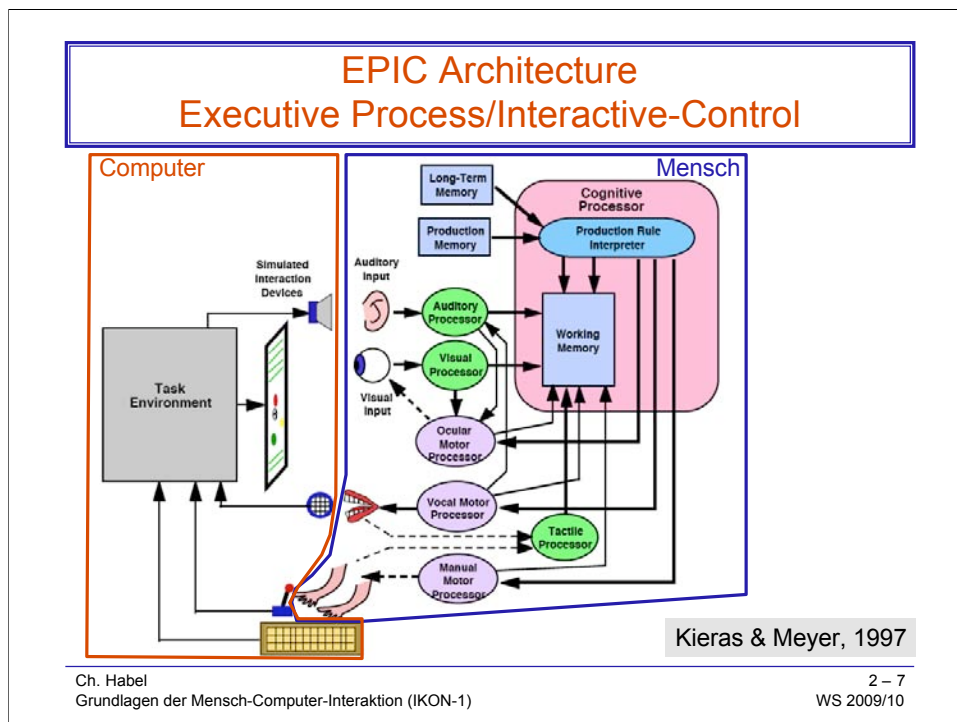 EPIC Architecture
Executive Process/Interactive-Control
Computer
Mensch
Long-Term
Memory
Cognitive
Processor
Production
Memory
Production Rule
Interpreter
Simulated
Interaction
Devices
Auditory
Input
Auditory
Processor
Working
Memory
Visual
Processor
Task
Environment
Visual
Input
Ocular
Motor
Processor
Vocal Motor
Processor
Tactile
Processor
Manual
Motor
Processor
Kieras & Meyer, 1997
Ch. Habel
2 – 7
Grundlagen der Mensch-Computer-Interaktion (IKON-1)
WS 2009/10